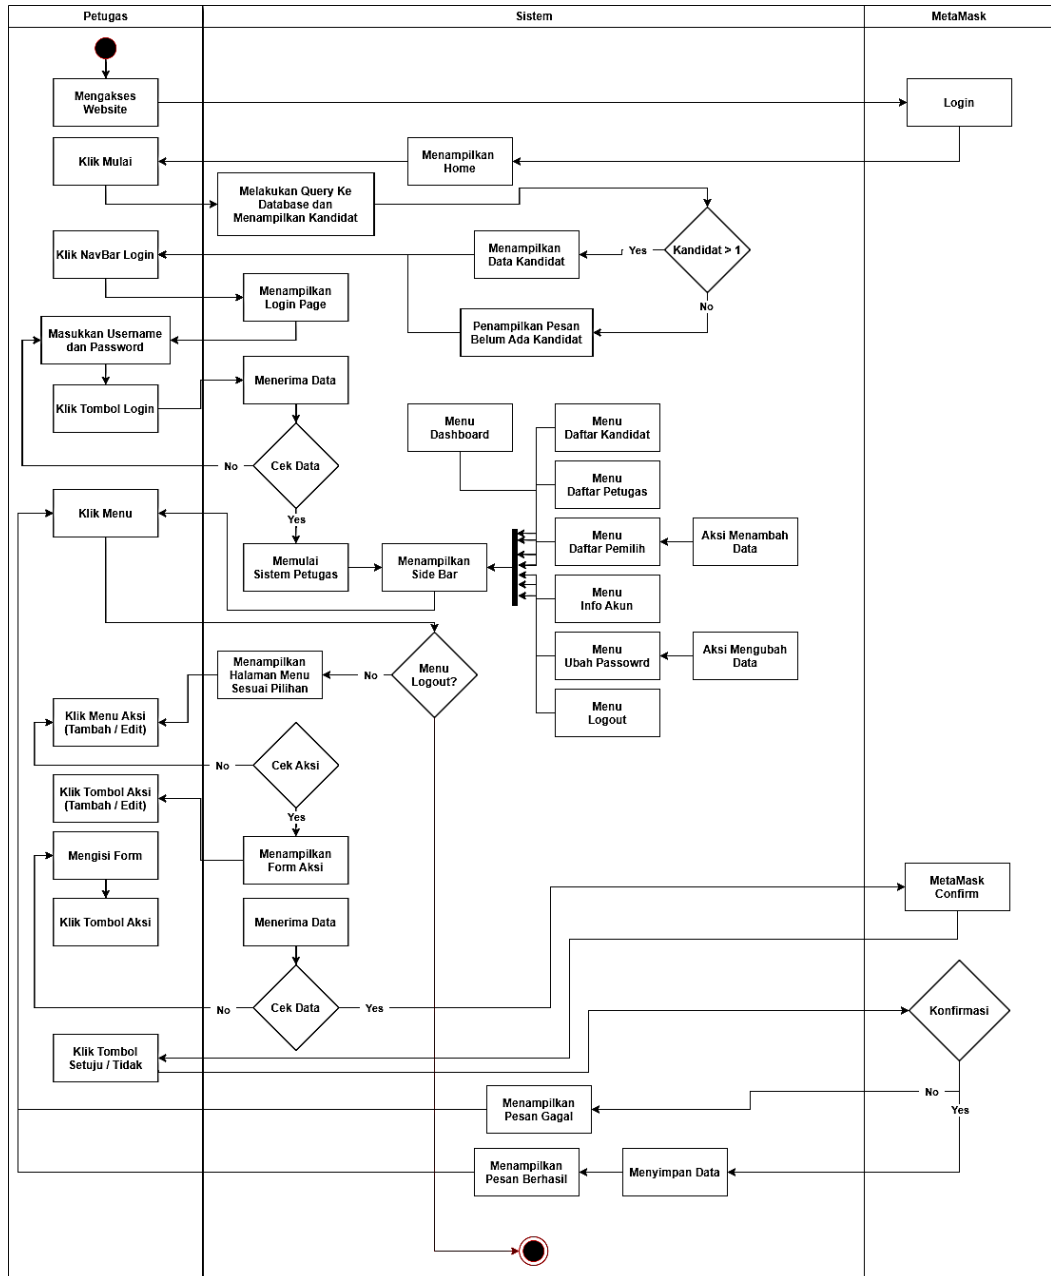 Petugas
Sistem
MetaMask
Mengakses
Website
Login
Klik Mulai
Menampilkan
Home
Melakukan Query Ke
Database dan
Menampilkan Kandidat
Klik NavBar Login
Menampilkan
Data Kandidat
Yes
Kandidat > 1
No
Menampilkan
Login Page
Penampilkan Pesan
Belum Ada Kandidat
Masukkan Username
dan Password
Menerima Data
Klik Tombol Login
Menu
Dashboard
Menu
Daftar Kandidat
No
Cek Data
Menu
Daftar Petugas
Klik Menu
Yes
Menu
Daftar Pemilih
Aksi Menambah
Data
Memulai
Sistem Petugas
Menampilkan
Side Bar
Menu
Info Akun
Menu
Ubah Passowrd
Aksi Mengubah
Data
Menampilkan
Halaman Menu
Sesuai Pilihan
No
Menu
Logout?
Menu
Logout
Klik Menu Aksi
(Tambah / Edit)
No
Cek Aksi
Klik Tombol Aksi
(Tambah / Edit)
Yes
Mengisi Form
Menampilkan
Form Aksi
MetaMask
Confirm
Klik Tombol Aksi
Menerima Data
No
Cek Data
Yes
Konfirmasi
Klik Tombol
Setuju / Tidak
No
Menampilkan
Pesan Gagal
Yes
Menampilkan
Pesan Berhasil
Menyimpan Data